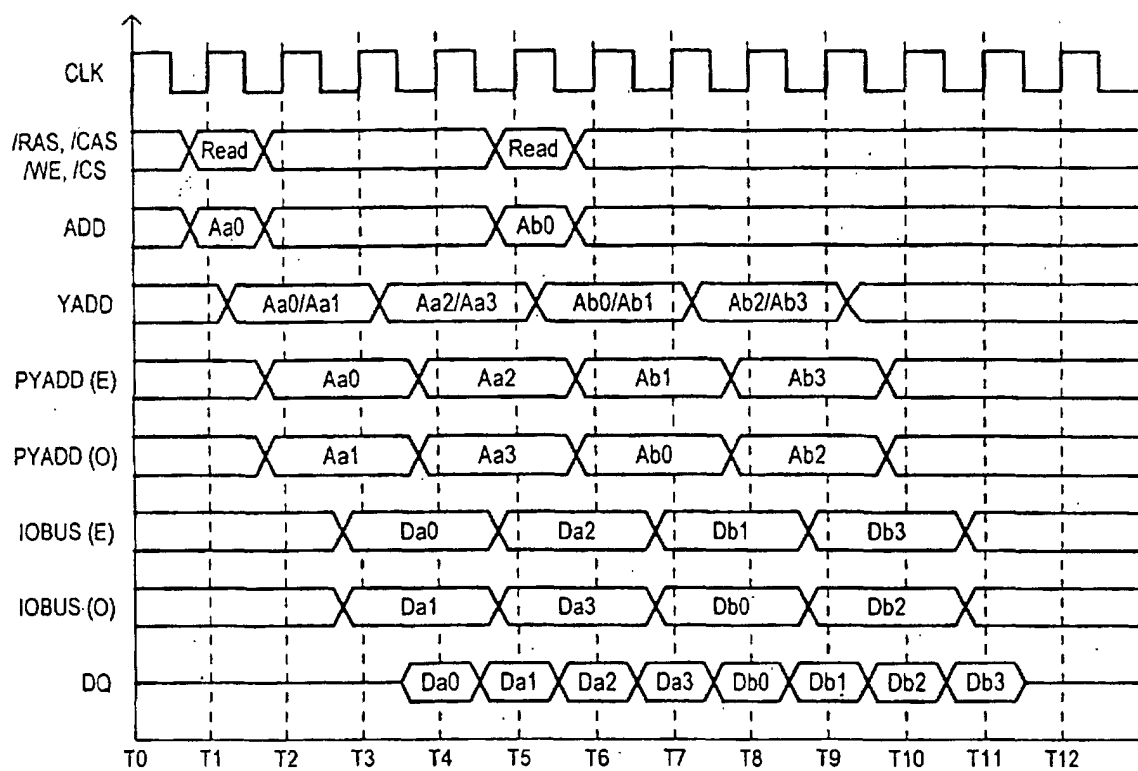 CLK
/RAS, /CAS
/WE, /CS
Read Read
ADD Aa0 Ab0
YADD Aa0/Aa1 Aa2/Aa3 Ab0/Ab1 Ab2/Ab3
PYADD (E) Aa0 Aa2 Ab1 Ab3
PYADD (O) Aa1 Aa3 Ab0 Ab2
IOBUS (E) Da0 Da2 Db1 Db3
IOBUS (O) Da1 Da3 Db0 Db2
DQ Da0 Da1 Da2 Da3 Db0 Db1 Db2 Db3
T0 T1 T2 T3 T4 T5 T6 T7 T8 T9 T10 T11 T12